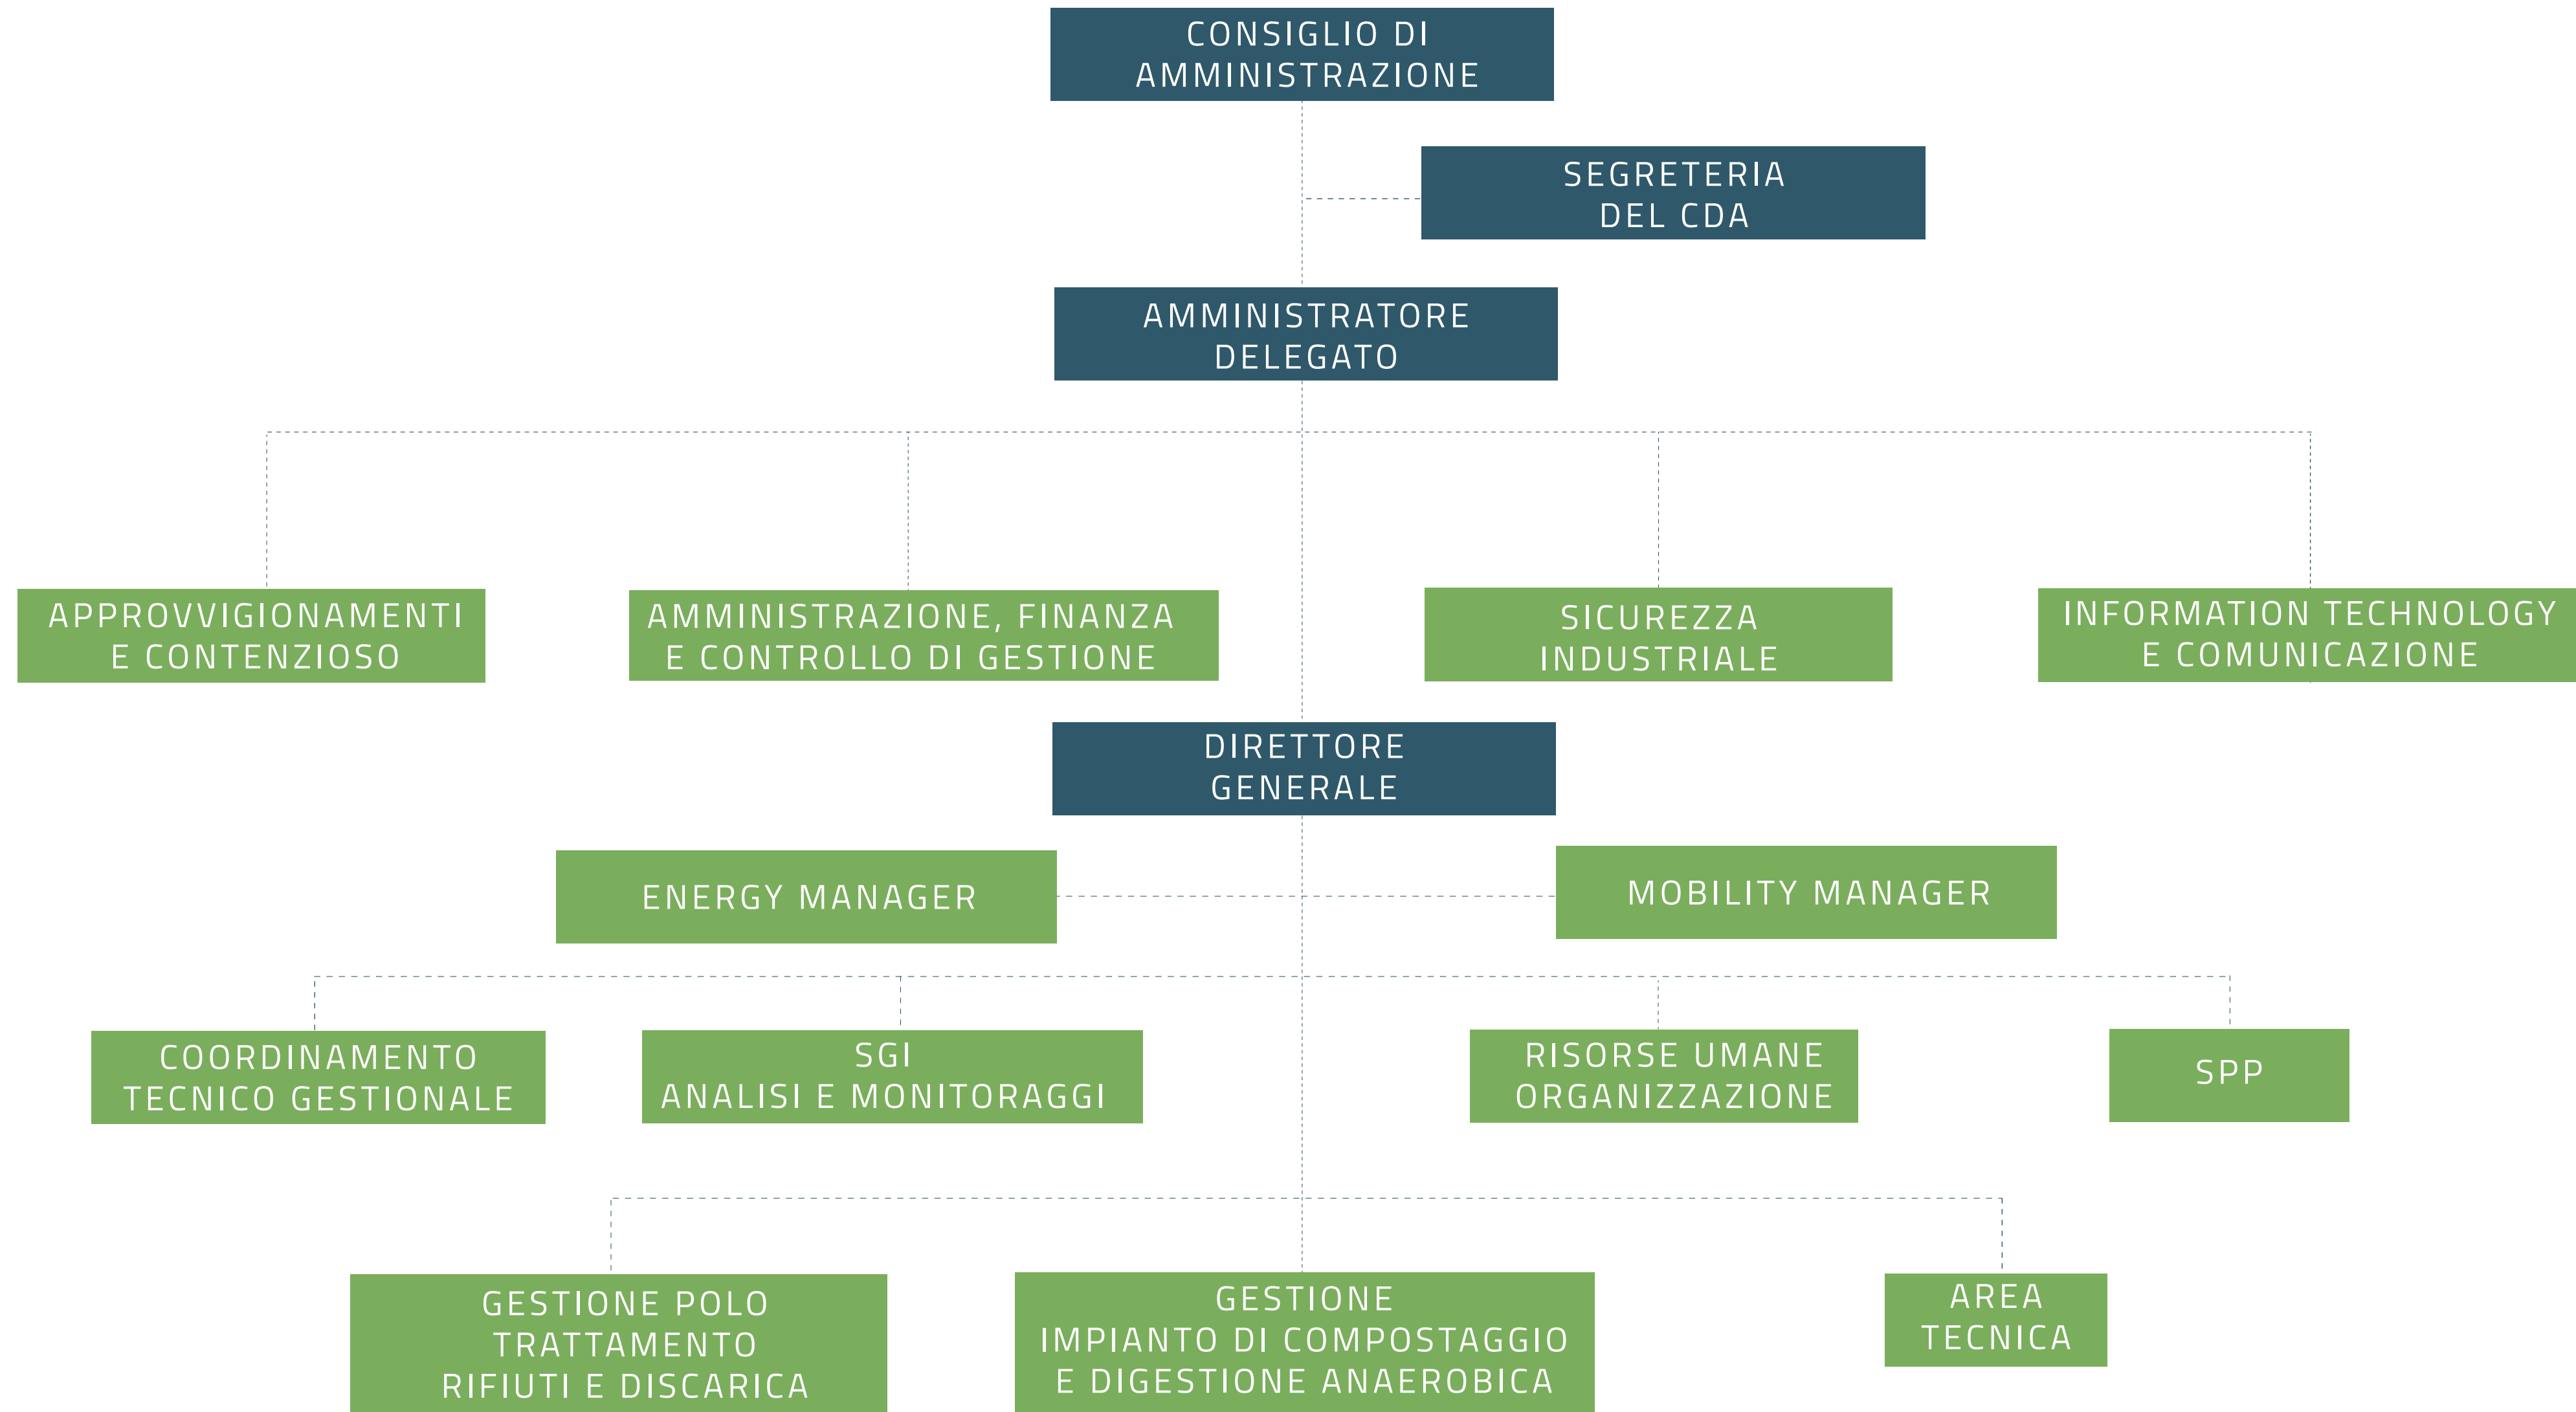 CONSIGLIO DI
AMMINISTRAZIONE
SEGRETERIA
DEL CDA
AMMINISTRATORE
DELEGATO
APPROVVIGIONAMENTI
E CONTENZIOSO
AMMINISTRAZIONE, FINANZA
E CONTROLLO DI GESTIONE
SICUREZZA
INDUSTRIALE
INFORMATION TECHNOLOGY
E COMUNICAZIONE
DIRETTORE
GENERALE
ENERGY MANAGER
MOBILITY MANAGER
COORDINAMENTO
TECNICO GESTIONALE
SGI
ANALISI E MONITORAGGI
RISORSE UMANE
ORGANIZZAZIONE
SPP
GESTIONE POLO
TRATTAMENTO
RIFIUTI E DISCARICA
GESTIONE
IMPIANTO DI COMPOSTAGGIO
E DIGESTIONE ANAEROBICA
AREA
TECNICA